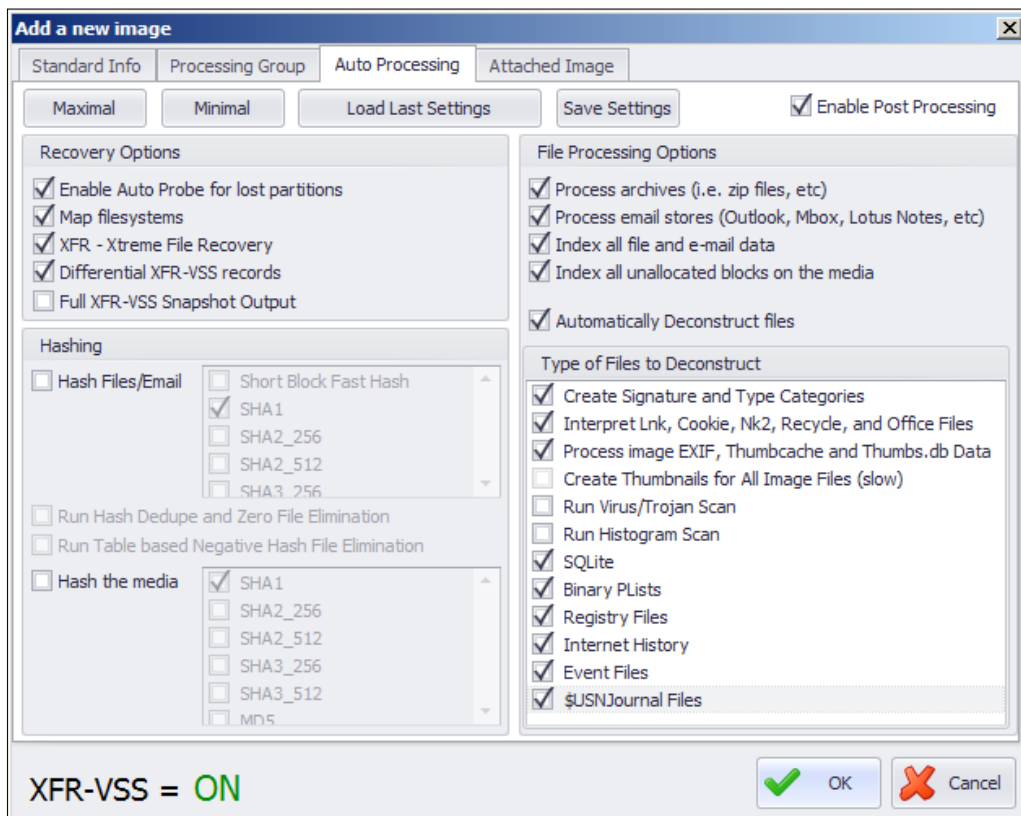 Add a new image
Standard Info
Processing Group
Auto Processing
Attached Image
Maximal
Minimal
Load Last Settings
Save Settings
Enable Post Processing
Recovery Options
Enable Auto Probe for lost partitions
Map filesystems
XFR - Xtreme File Recovery
Differential XFR-VSS records
Full XFR-VSS Snapshot Output
Hashing
Hash Files/Email
Short Block Fast Hash
SHA1
SHA2_256
SHA2_512
SHA3_256
Run Hash Dedupe and Zero File Elimination
Run Table based Negative Hash File Elimination
Hash the media
SHA1
SHA2_256
SHA2_512
SHA3_256
SHA3_512
MD5
File Processing Options
Process archives (i.e. zip files, etc)
Process email stores (Outlook, Mbox, Lotus Notes, etc)
Index all file and e-mail data
Index all unallocated blocks on the media
Automatically Deconstruct files
Type of Files to Deconstruct
Create Signature and Type Categories
Interpret Lnk, Cookie, Nk2, Recycle, and Office Files
Process image EXIF, Thumbcache and Thumbs.db Data
Create Thumbnails for All Image Files (slow)
Run Virus/Trojan Scan
Run Histogram Scan
SQLite
Binary PLists
Registry Files
Internet History
Event Files
$USNJournal Files
XFR-VSS = ON
OK
Cancel